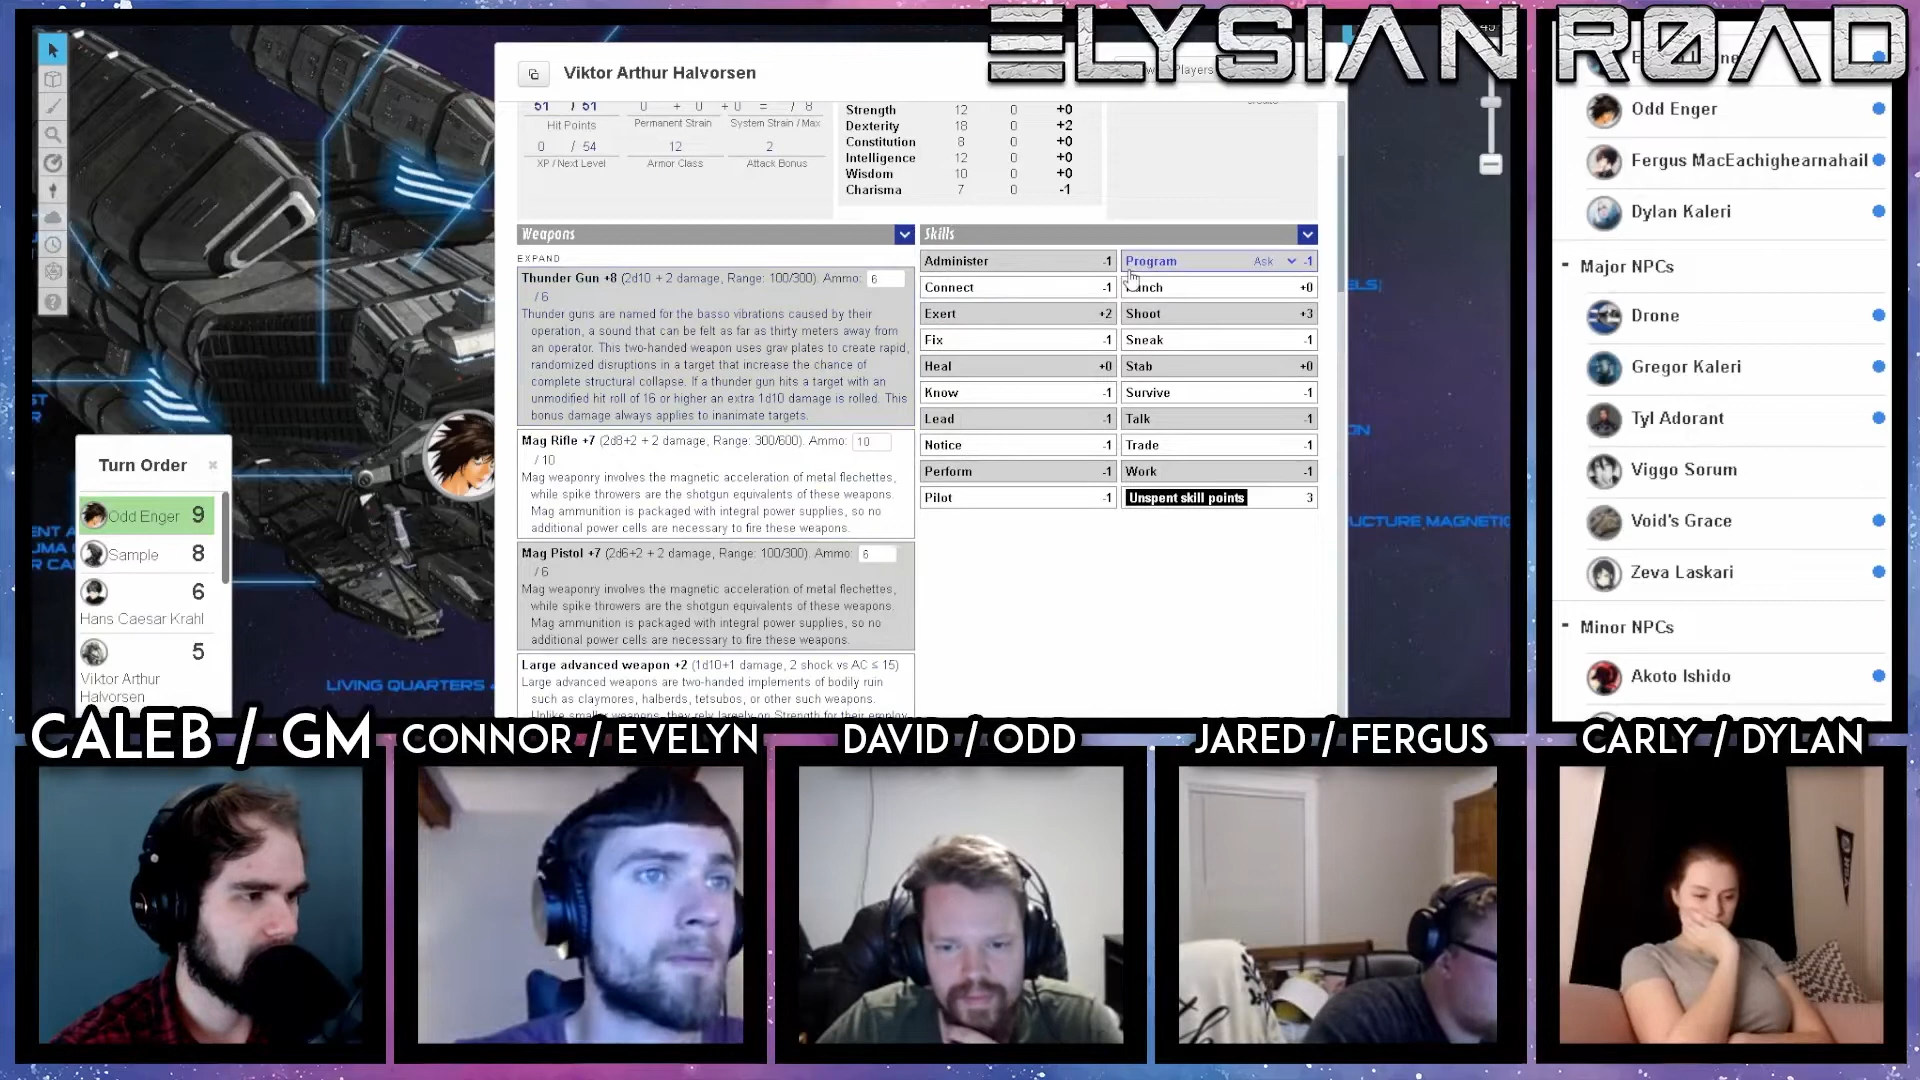 ELYSIAN RØAD
Viktor Arthur Halvorsen
Players
51 / 51
0 + 0 + 0 = / 8
Hit Points
Permanent Strain
System Strain / Max
0 / 54
12
2
XP / Next Level
Armor Class
Attack Bonus
Strength 12 0 +0
Dexterity 18 0 +2
Constitution 8 0 +0
Intelligence 12 0 +0
Wisdom 10 0 +0
Charisma 7 0 -1
Weapons
EXPAND
Thunder Gun +8 (2d10 + 2 damage, Range: 100/300). Ammo: 6
/ 6
Thunder guns are named for the basso vibrations caused by their
operation, a sound that can be felt as far as thirty meters away from
an operator. This two-handed weapon uses grav plates to create rapid,
randomized disruptions in a target that increase the chance of
complete structural collapse. If a thunder gun hits a target with an
unmodified hit roll of 16 or higher an extra 1d10 damage is rolled. This
bonus damage always applies to inanimate targets.
Mag Rifle +7 (2d8+2 + 2 damage, Range: 300/600). Ammo: 10
/ 10
Mag weaponry involves the magnetic acceleration of metal flechettes,
while spike throwers are the shotgun equivalents of these weapons.
Mag ammunition is packaged with integral power supplies, so no
additional power cells are necessary to fire these weapons.
Mag Pistol +7 (2d6+2 + 2 damage, Range: 100/300). Ammo: 6
/ 6
Mag weaponry involves the magnetic acceleration of metal flechettes,
while spike throwers are the shotgun equivalents of these weapons.
Mag ammunition is packaged with integral power supplies, so no
additional power cells are necessary to fire these weapons.
Large advanced weapon +2 (1d10+1 damage, 2 shock vs AC ≤ 15)
Large advanced weapons are two-handed implements of bodily ruin
such as claymores, halberds, tetsubos, or other such weapons.
Unlike smaller weapons, they rely largely on Strength for their employ
Skills
Administer -1
Program Ask -1
Connect -1
unch +0
Exert +2
Shoot +3
Fix -1
Sneak -1
Heal +0
Stab +0
Know -1
Survive -1
Lead -1
Talk -1
Notice -1
Trade -1
Perform -1
Work -1
Pilot -1
Unspent skill points 3
Turn Order
Odd Enger 9
Sample 8
6
Hans Caesar Krahl
5
Viktor Arthur
Halvorsen
LIVING QUARTERS
UCTURE MAGNETIC
Odd Enger
Fergus MacEachighearnahail
Dylan Kaleri
Major NPCs
Drone
Gregor Kaleri
Tyl Adorant
Viggo Sorum
Void's Grace
Zeva Laskari
Minor NPCs
Akoto Ishido
CALEB / GM
CONNOR / EVELYN
DAVID / ODD
JARED / FERGUS
CARLY / DYLAN